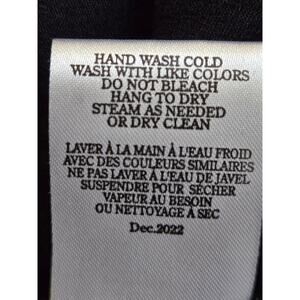 HAND WASH COLD
WASH WITH LIKE COLORS
DO NOT BLEACH
HANG TO DRY
STEAM AS NEEDED
OR DRY CLEAN
LAVER À LA MAIN À L'EAU FROID
AVEC DES COULEURS SIMILAIRES
NE PAS LAVER À L'EAU DE JAVEL
SUSPENDRE POUR SÉCHER
VAPEUR AU BESOIN
OU NETTOYAGE À SEC
Dec.2022